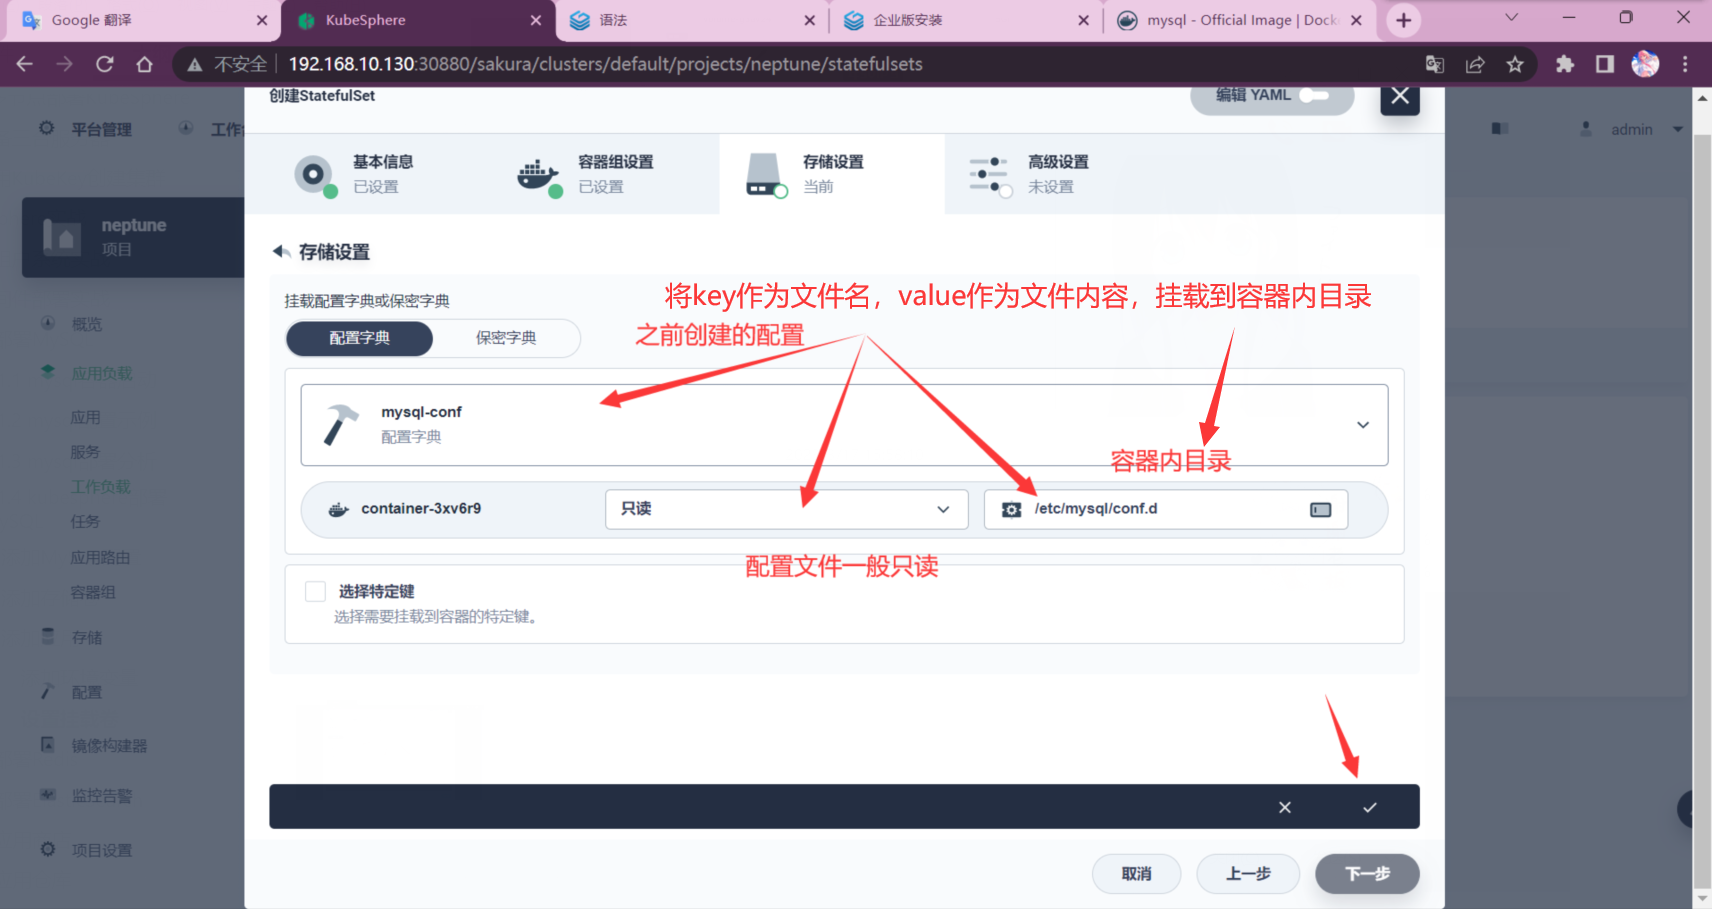 Google 翻译
KubeSphere
语法
企业版安装
mysql - Official Image | Dock
不安全
192.168.10.130:30880/sakura/clusters/default/projects/neptune/statefulsets
创建StatefulSet
编辑 YAML
平台管理
工作
admin
基本信息
已设置
容器组设置
已设置
存储设置
当前
高级设置
未设置
neptune
项目
存储设置
将key作为文件名，value作为文件内容，挂载到容器内目录
挂载配置字典或保密字典
之前创建的配置
配置字典
保密字典
概览
应用负载
mysql-conf
配置字典
应用
服务
容器内目录
工作负载
container-3xv6r9
只读
/etc/mysql/conf.d
任务
应用路由
配置文件一般只读
容器组
选择特定键
选择需要挂载到容器的特定键。
存储
配置
镜像构建器
监控告警
项目设置
取消
上一步
下一步